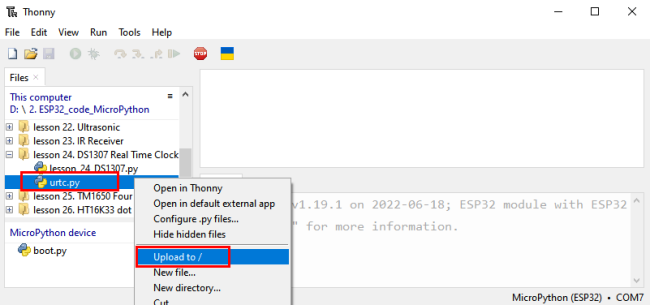 Thonny
File Edit View Run Tools Help
STOP
Files ×
This computer
D: \ 2. ESP32_code_MicroPython
lesson 22. Ultrasonic
lesson 23. IR Receiver
lesson 24. DS1307 Real Time Clock
lesson_24_DS1307.py
urtc.py
lesson 25. TM1650 Four
lesson 26. HT16K33 dot
MicroPython device
boot.py
Open in Thonny
Open in default external app
Configure .py files...
Hide hidden files
Upload to /
New file...
New directory...
Cut
v1.19.1 on 2022-06-18; ESP32 module with ESP32
" for more information.
MicroPython (ESP32) • COM7